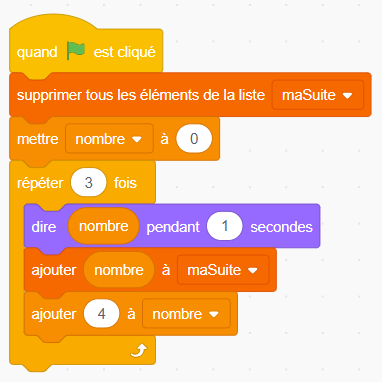 quand est cliqué
supprimer tous les éléments de la liste maSuite
mettre nombre à 0
répéter 3 fois
dire nombre pendant 1 secondes
ajouter nombre à maSuite
ajouter 4 à nombre